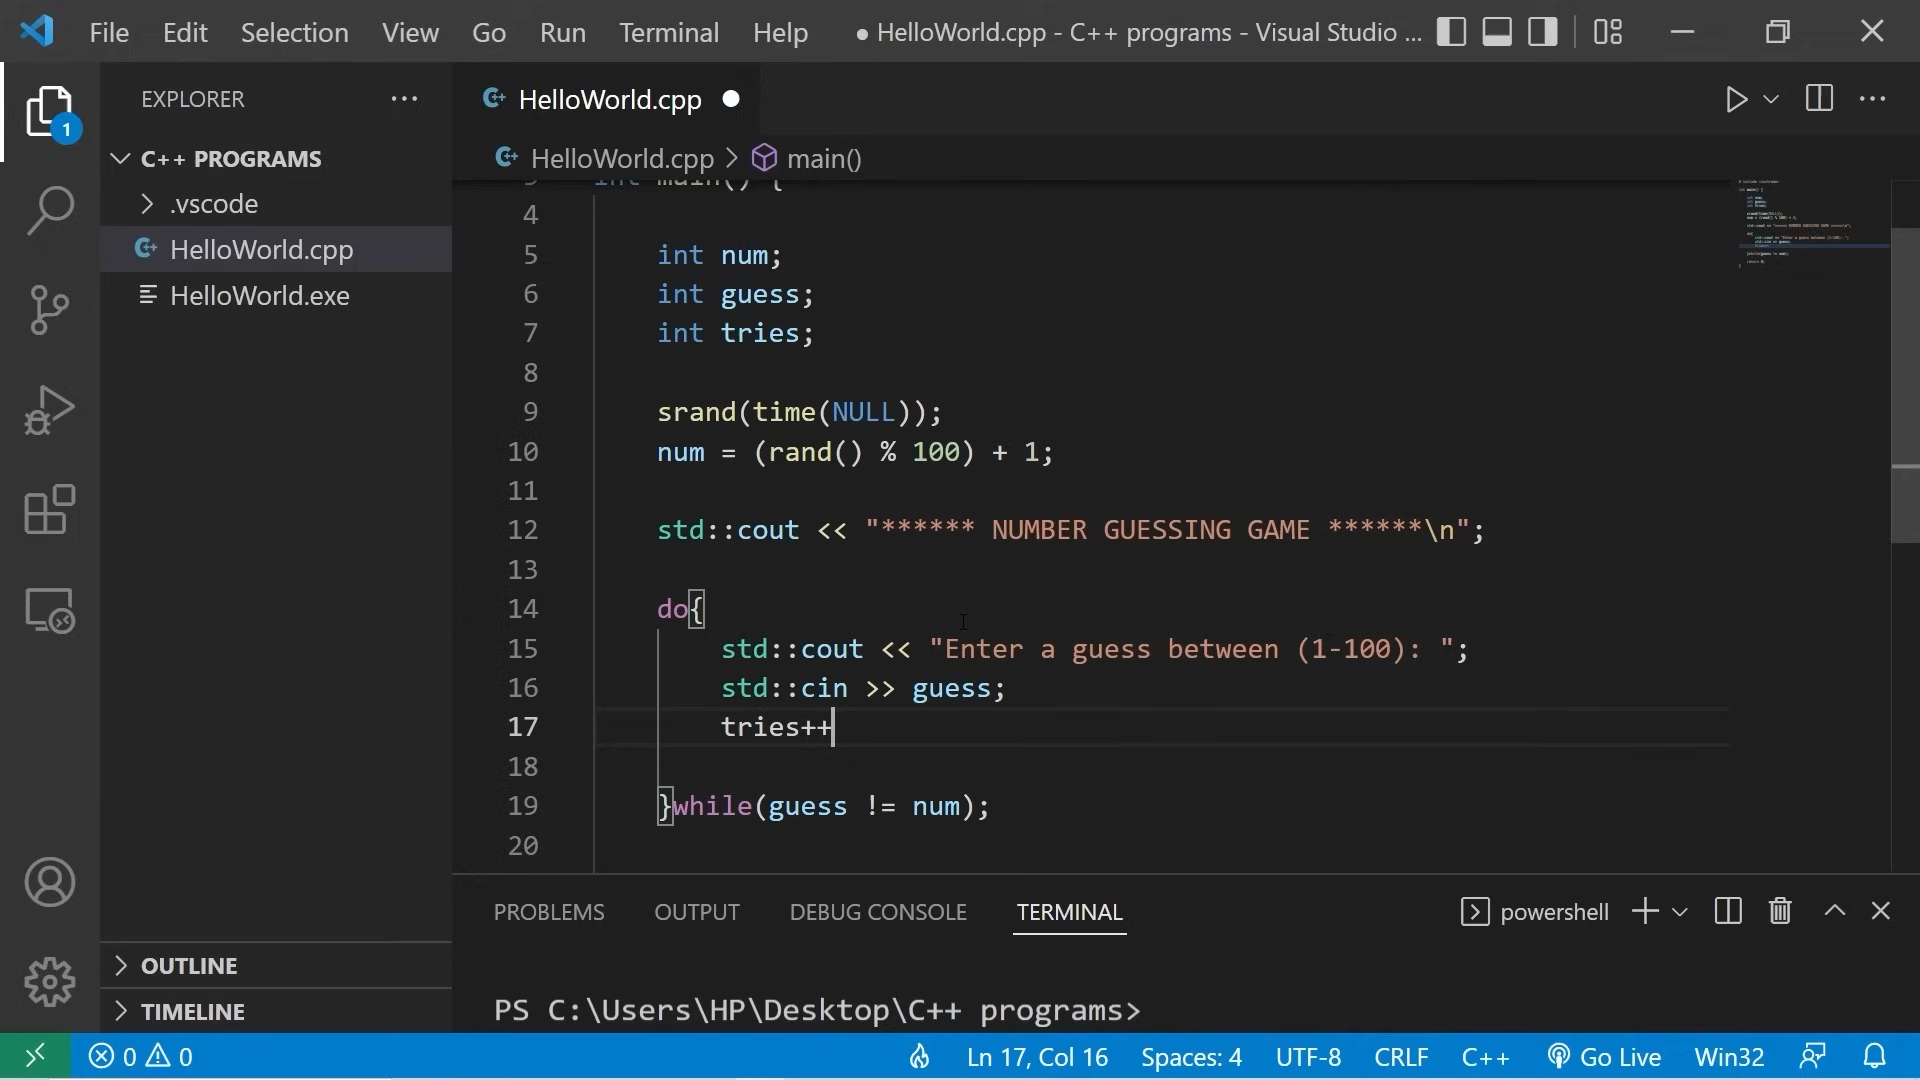 File Edit Selection View Go Run Terminal Help ● HelloWorld.cpp - C++ programs - Visual Studio ...
EXPLORER
HelloWorld.cpp
1
C++ PROGRAMS
HelloWorld.cpp > main()
.vscode
HelloWorld.cpp
HelloWorld.exe
3 int main() {
4
5 int num;
6 int guess;
7 int tries;
8
9 srand(time(NULL));
10 num = (rand() % 100) + 1;
11
12 std::cout << "****** NUMBER GUESSING GAME ******\n";
13
14 do{
15 std::cout << "Enter a guess between (1-100): ";
16 std::cin >> guess;
17 tries++
18
19 }while(guess != num);
20
PROBLEMS OUTPUT DEBUG CONSOLE TERMINAL powershell
OUTLINE
TIMELINE
PS C:\Users\HP\Desktop\C++ programs>
0 0 Ln 17, Col 16 Spaces: 4 UTF-8 CRLF C++ Go Live Win32